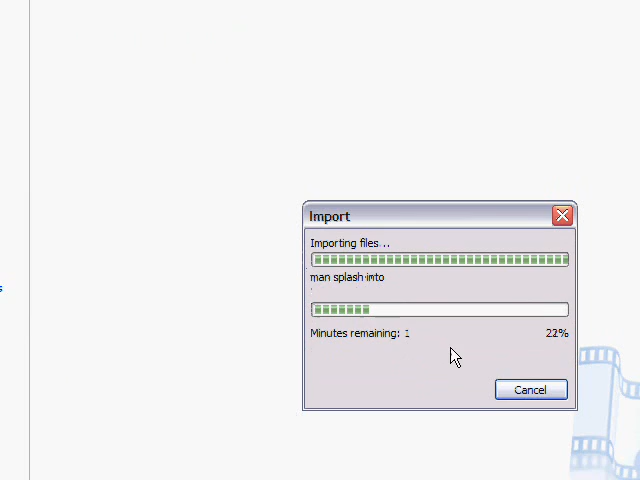 Import
Importing files...
man splash into
Minutes remaining: 1
22%
Cancel